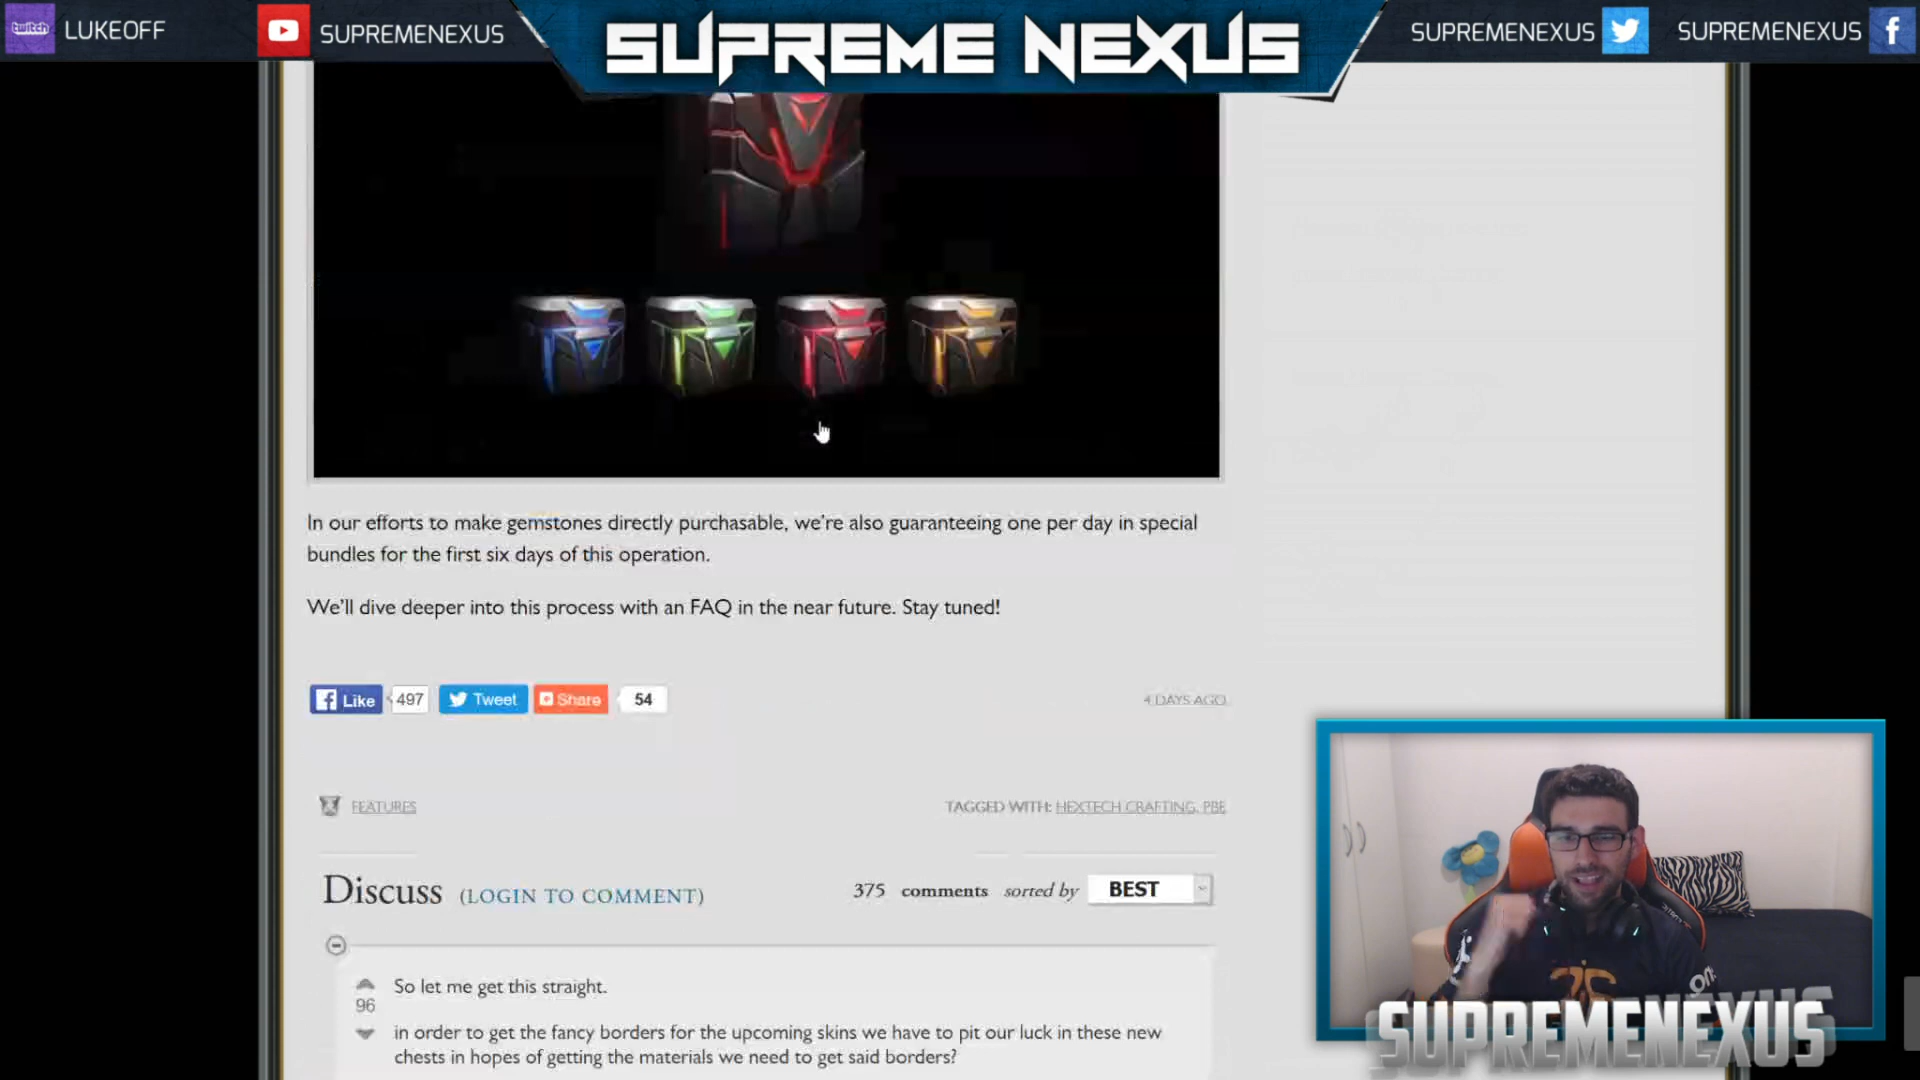 twitch LUKEOFF SUPREMENEXUS SUPREME NEXUS SUPREMENEXUS SUPREMENEXUS
In our efforts to make gemstones directly purchasable, we're also guaranteeing one per day in special
bundles for the first six days of this operation.
We'll dive deeper into this process with an FAQ in the near future. Stay tuned!
Like 497 Tweet Share 54 4 DAYS AGO
FEATURES TAGGED WITH: HEXTECH CRAFTING, PBE
Discuss (LOGIN TO COMMENT) 375 comments sorted by BEST
So let me get this straight.
96
in order to get the fancy borders for the upcoming skins we have to pit our luck in these new
chests in hopes of getting the materials we need to get said borders?
SUPREMENEXUS